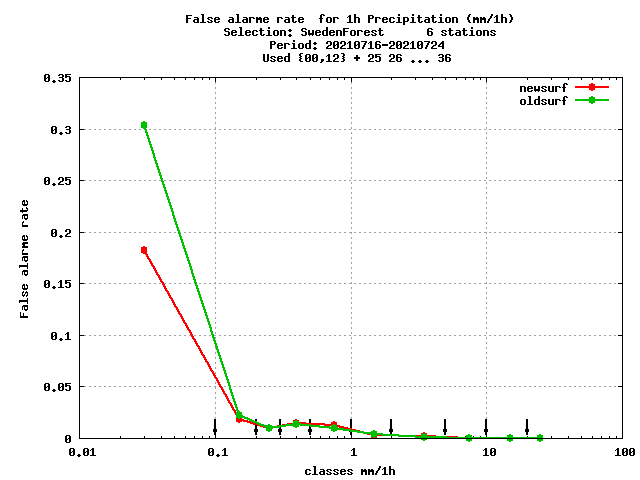 False alarme rate  for 1h Precipitation (mm/1h)
Selection: SwedenForest      6 stations
Period: 20210716-20210724
Used {00,12} + 25 26 ... 36
newsurf
oldsurf
0.35
0.3
0.25
0.2
0.15
0.1
0.05
0
False alarme rate
0.01 0.1 1 10 100
classes mm/1h